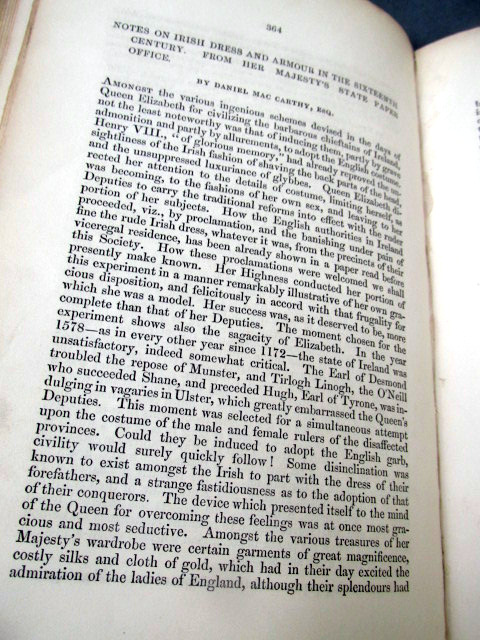 364
NOTES ON IRISH DRESS AND ARMOUR IN THE SIXTEENTH
CENTURY. FROM HER MAJESTY'S STATE PAPER
OFFICE.
BY DANIEL MAC CARTHY, ESQ.
AMONGST the various ingenious schemes devised in the days of
Queen Elizabeth for civilizing the barbarous chieftains of Ireland,
not the least noteworthy was that of inducing them, partly by grave
admonition and partly by allurements, to adopt the English costume.
Henry VIII., "of glorious memory," had already reproved the un-
sightliness of the Irish fashion of shaving the back parts of the head,
and the unsuppressed luxuriance of glybbes. Queen Elizabeth di-
rected her attention to the details of costume, limiting herself, as
was becoming, to the fashions of her own sex, and leaving to her
Deputies to carry the traditional reforms into effect with the ruder
portion of her subjects. How the English authorities in Ireland
proceeded, viz., by proclamation, and the banishing under pain of
fine the rude Irish dress, whatever it was, from the precincts of their
viceregal residence, has been already shown in a paper read before
this Society. How these proclamations were welcomed we shall
presently make known. Her Highness conducted her portion of
this experiment in a manner remarkably illustrative of her own gra-
cious disposition, and felicitously in accord with that frugality for
which she was a model. Her success was, as it deserved to be, more
complete than that of her Deputies. The moment chosen for the
experiment shows also the sagacity of Elizabeth. In the year
1578—as in every other year since 1172—the state of Ireland was
unsatisfactory, indeed somewhat critical. The Earl of Desmond
troubled the repose of Munster, and Tirlogh Linogh, the O'Neill
who succeeded Shane, and preceded Hugh, Earl of Tyrone, was in-
dulging in vagaries in Ulster, which greatly embarrassed the Queen's
Deputies. This moment was selected for a simultaneous attempt
upon the costume of the male and female rulers of the disaffected
provinces. Could they be induced to adopt the English garb,
civility would surely quickly follow! Some disinclination was
known to exist amongst the Irish to part with the dress of their
forefathers, and a strange fastidiousness as to the adoption of that
of their conquerors. The device which presented itself to the mind
of the Queen for overcoming these feelings was at once most gra-
cious and most seductive. Amongst the various treasures of her
Majesty's wardrobe were certain garments of great magnificence,
costly silks and cloth of gold, which had in their day excited the
admiration of the ladies of England, although their splendours had